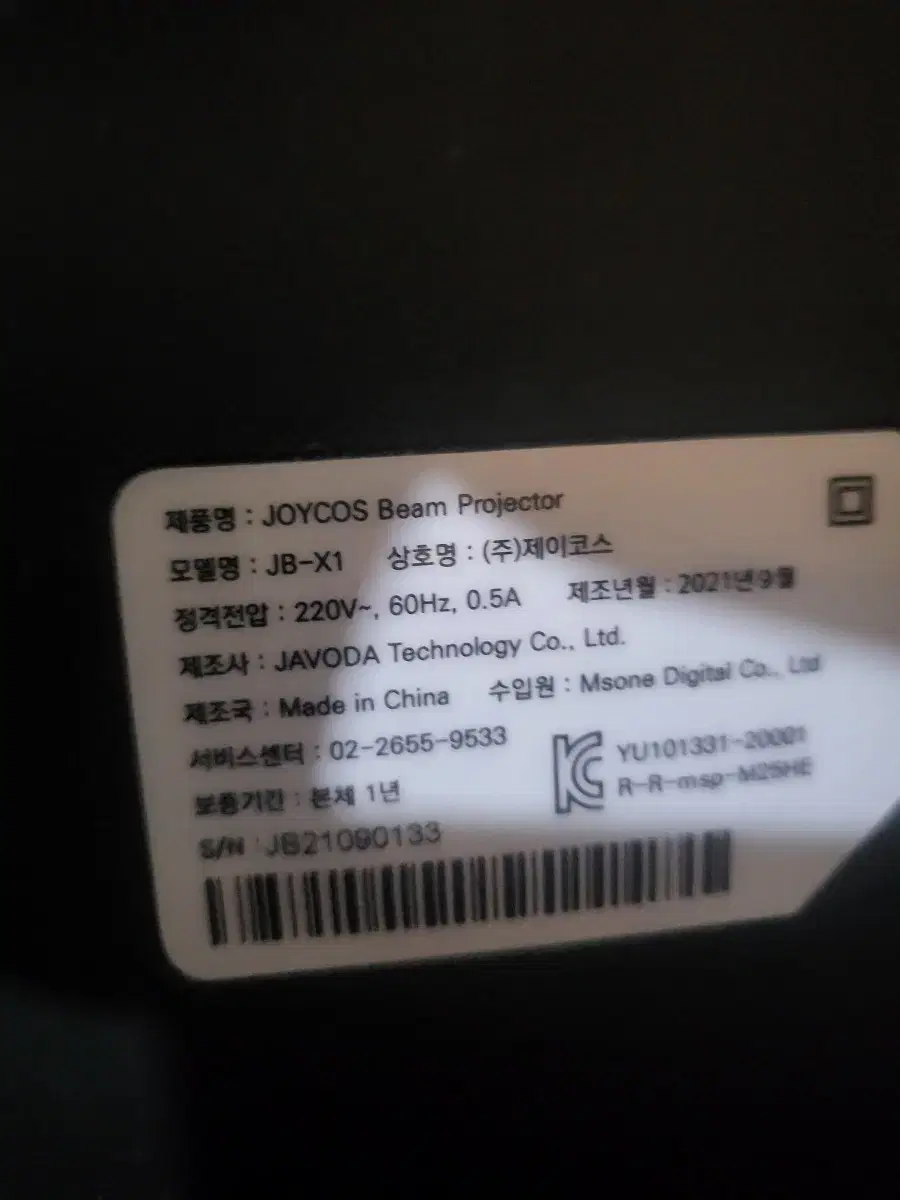 제품명 : JOYCOS Beam Projector
모델명 : JB-X1 상호명 : (주)제이코스
정격전압 : 220V~, 60Hz, 0.5A 제조년월 : 2021년9월
제조사 : JAVODA Technology Co., Ltd.
제조국 : Made in China 수입원 : Msone Digital Co., Ltd
서비스센터 : 02-2655-9533
YU101331-20001
보증기간 : 본체 1년
R-R-msp-M25HE
S/N : JB21090133